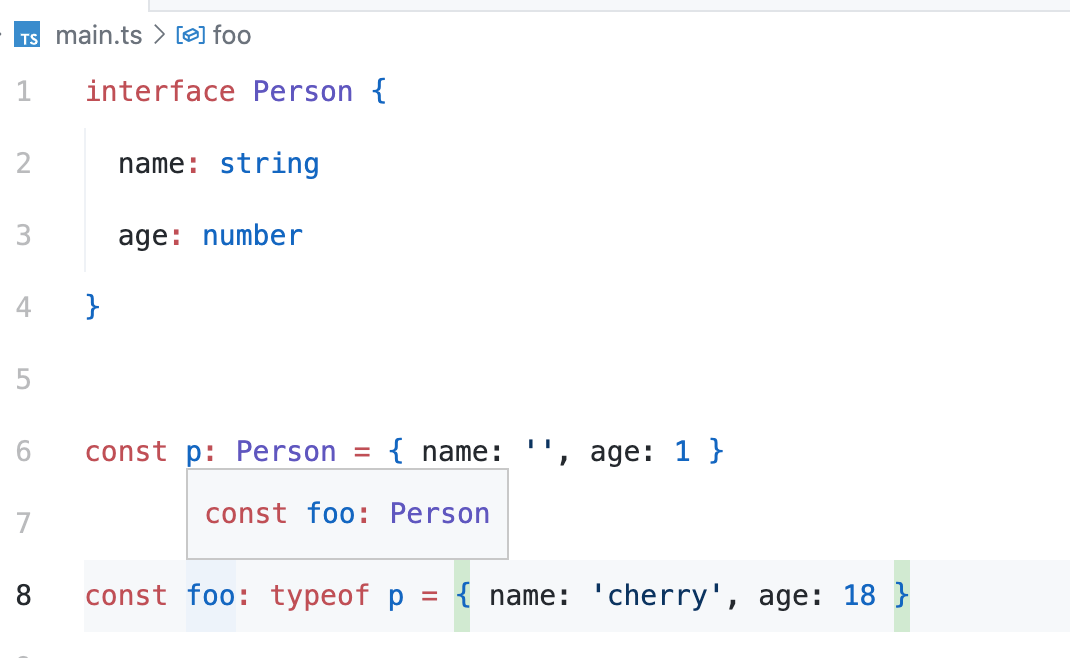 TS main.ts > foo
1 interface Person {
2 name: string
3 age: number
4 }
5
6 const p: Person = { name: '', age: 1 }
7 const foo: Person
8 const foo: typeof p = { name: 'cherry', age: 18 }